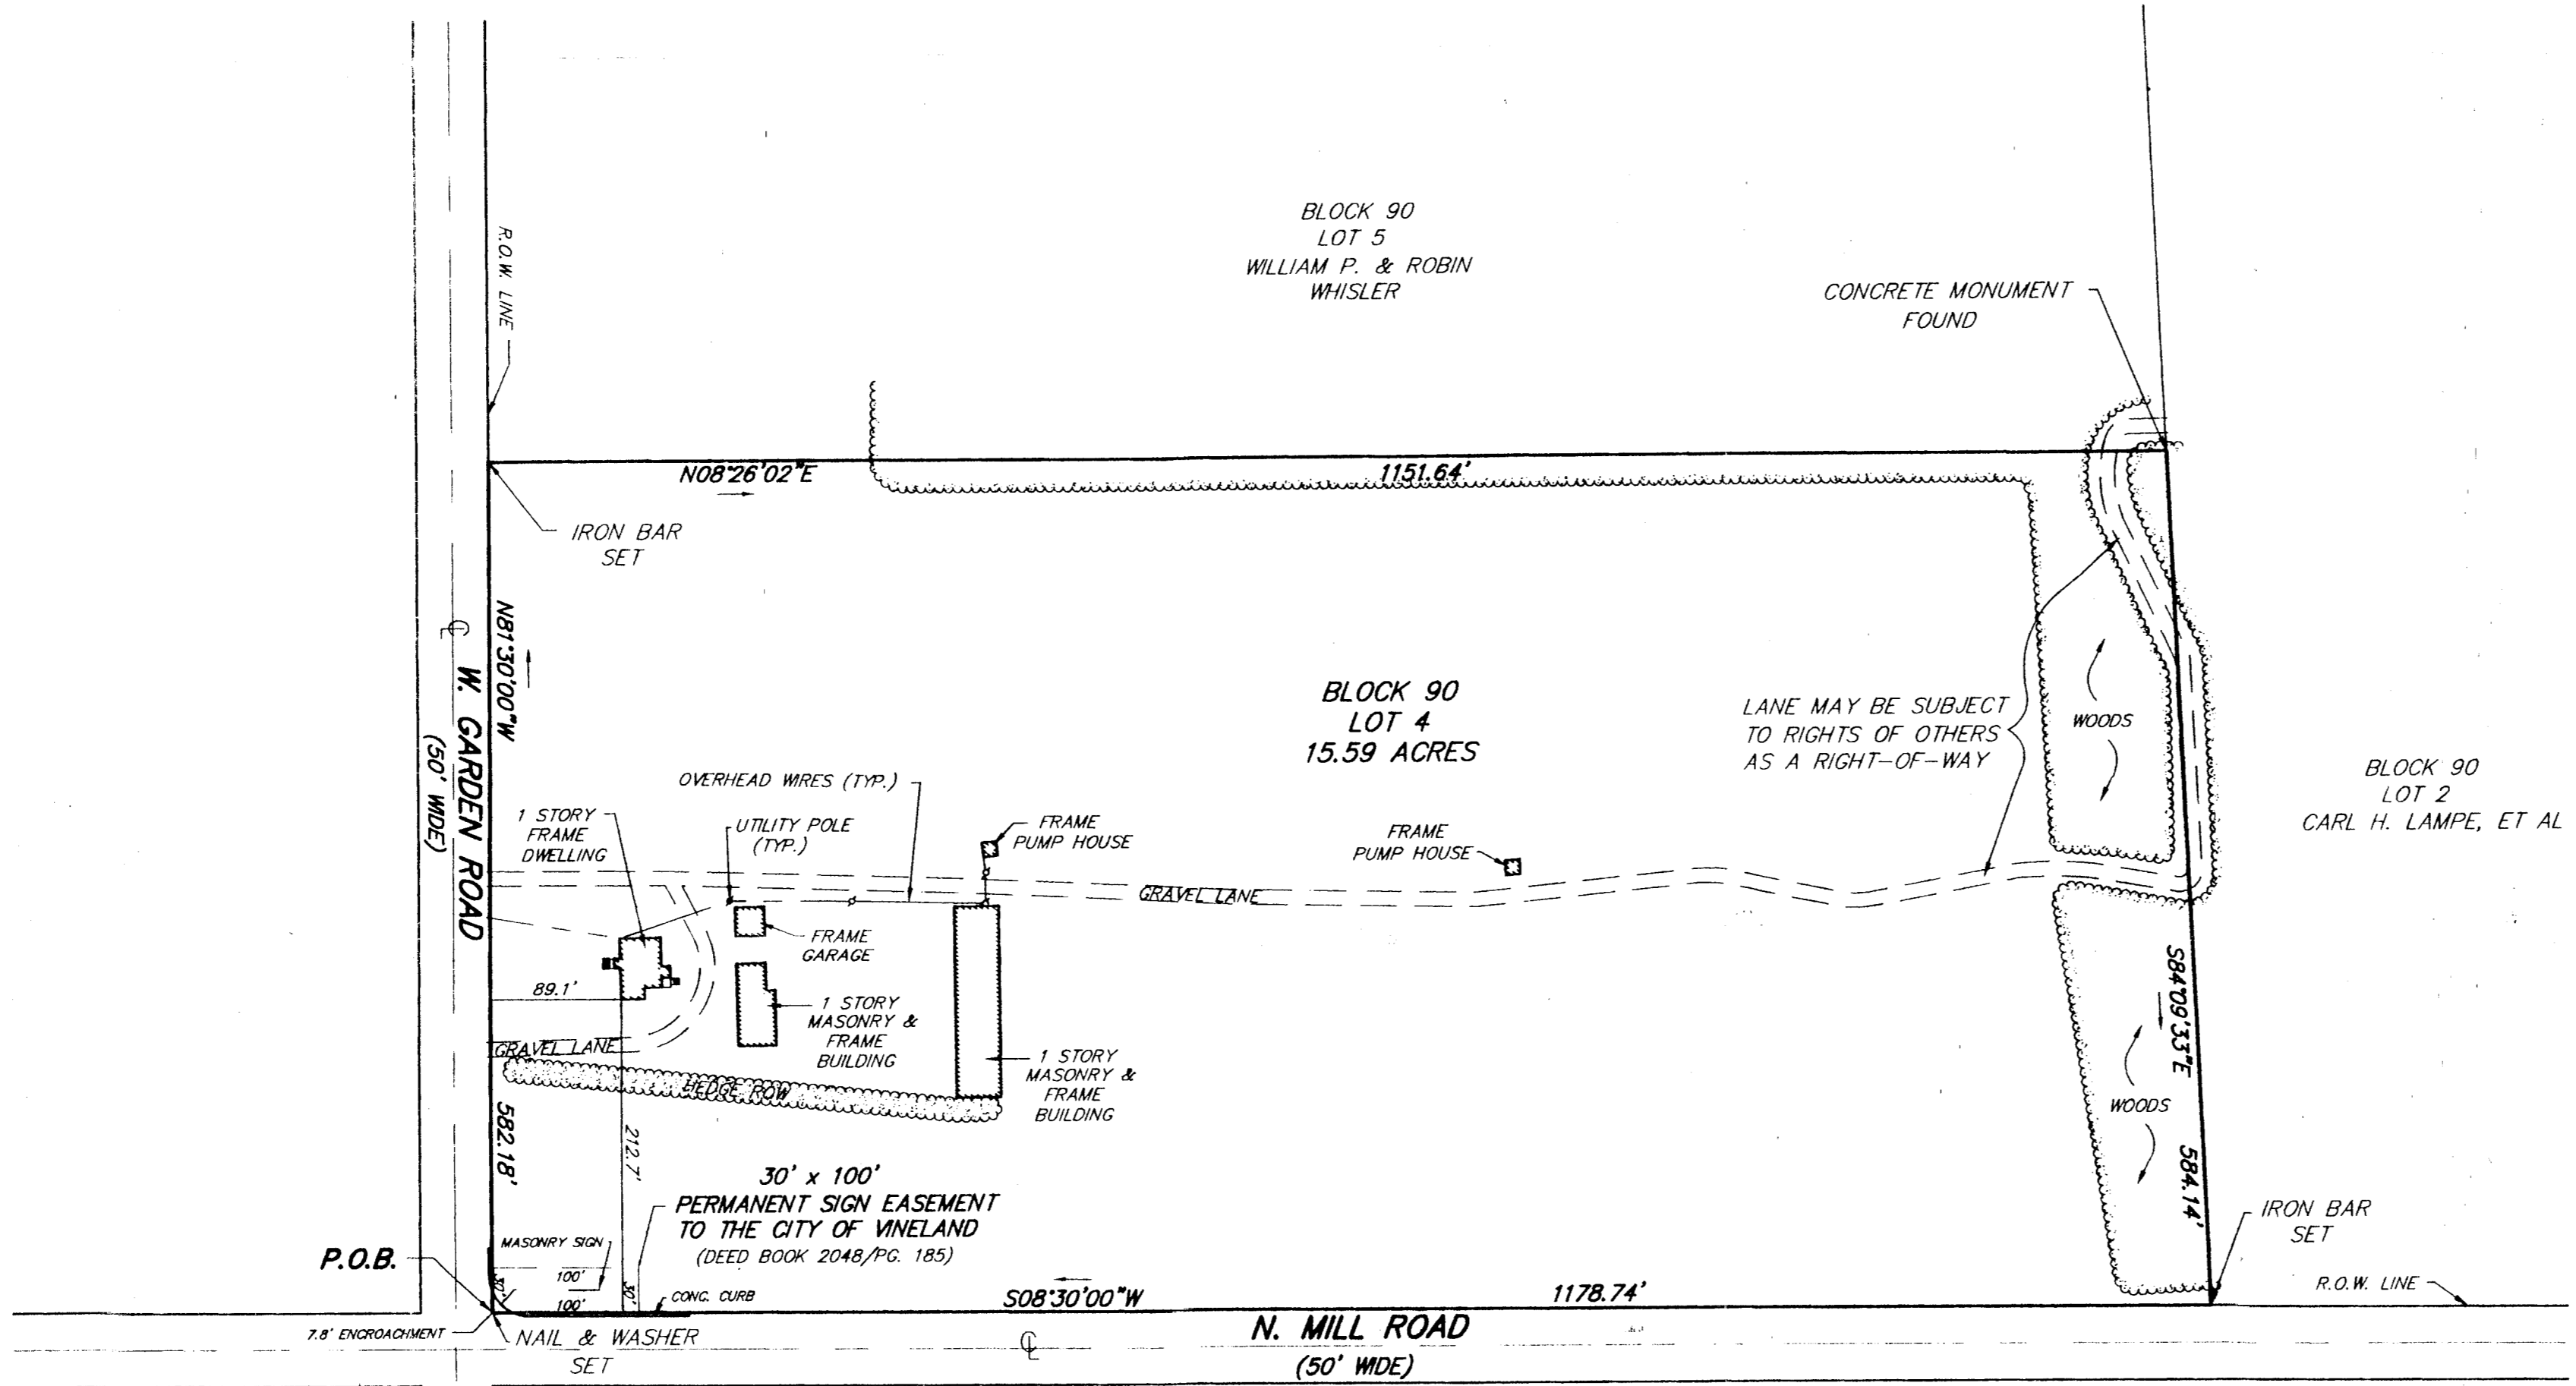 R.O.W. LINE
BLOCK 90
LOT 5
WILLIAM P. & ROBIN
WHISLER
CONCRETE MONUMENT
FOUND
N08°26'02"E
1151.64'
IRON BAR
SET
N81°30'00"W
W. GARDEN ROAD
(50' WIDE)
BLOCK 90
LOT 4
15.59 ACRES
LANE MAY BE SUBJECT
TO RIGHTS OF OTHERS
AS A RIGHT-OF-WAY
WOODS
BLOCK 90
LOT 2
CARL H. LAMPE, ET AL
OVERHEAD WIRES (TYP.)
1 STORY
FRAME
DWELLING
UTILITY POLE
(TYP.)
FRAME
PUMP HOUSE
FRAME
PUMP HOUSE
GRAVEL LANE
FRAME
GARAGE
89.1'
1 STORY
MASONRY &
FRAME
BUILDING
GRAVEL LANE
HEDGE ROW
1 STORY
MASONRY &
FRAME
BUILDING
S84°09'33"E
WOODS
584.14'
582.18'
212.7'
30' x 100'
PERMANENT SIGN EASEMENT
TO THE CITY OF VINELAND
(DEED BOOK 2048/PG. 185)
MASONRY SIGN
P.O.B.
100'
30'
30'
100'
CONC. CURB
S08°30'00"W
1178.74'
IRON BAR
SET
R.O.W. LINE
7.8' ENCROACHMENT
NAIL & WASHER
SET
N. MILL ROAD
(50' WIDE)